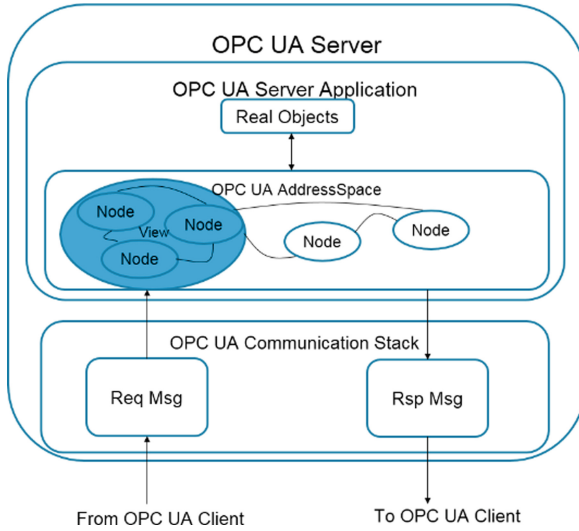 OPC UA Server
OPC UA Server Application
Real Objects
OPC UA AddressSpace
Node
Node
View
Node
Node
Node
OPC UA Communication Stack
Req Msg
Rsp Msg
From OPC UA Client
To OPC UA Client